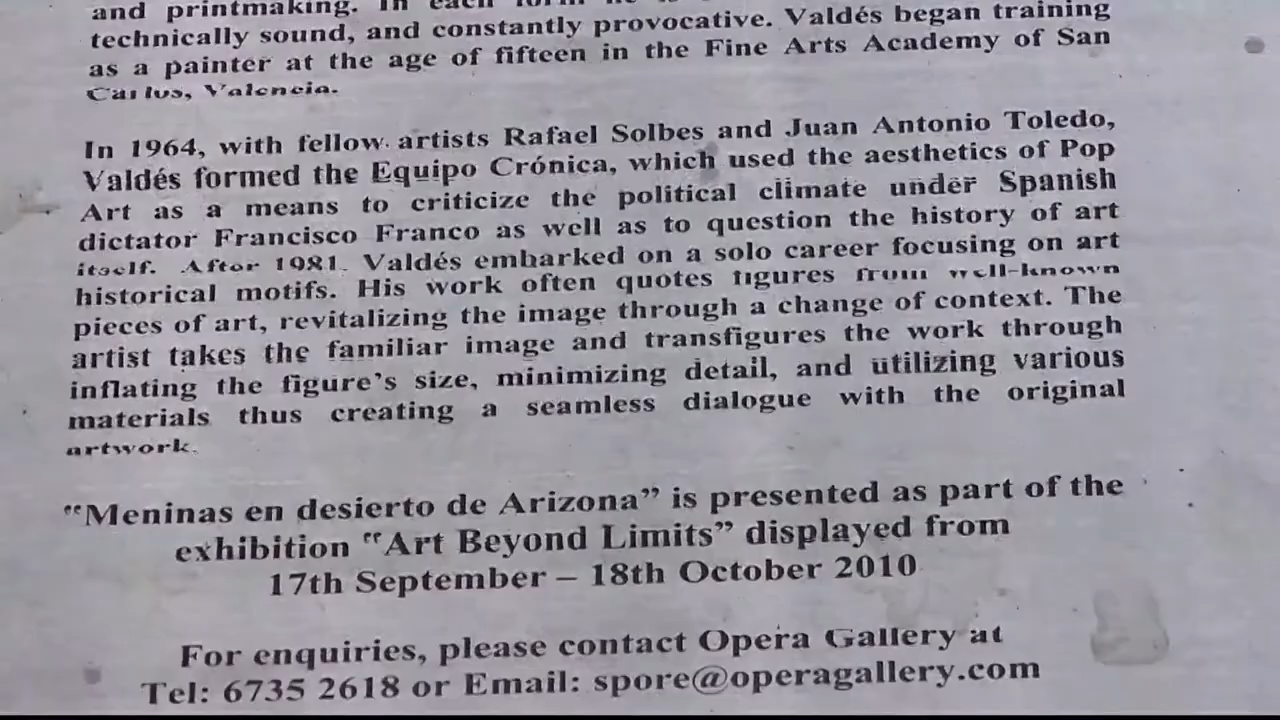 and printmaking. In each form he is
technically sound, and constantly provocative. Valdés began training
as a painter at the age of fifteen in the Fine Arts Academy of San
Carlos, Valencia.
In 1964, with fellow artists Rafael Solbes and Juan Antonio Toledo,
Valdés formed the Equipo Crónica, which used the aesthetics of Pop
Art as a means to criticize the political climate under Spanish
dictator Francisco Franco as well as to question the history of art
itself. After 1981, Valdés embarked on a solo career focusing on art
historical motifs. His work often quotes figures from well-known
pieces of art, revitalizing the image through a change of context. The
artist takes the familiar image and transfigures the work through
inflating the figure's size, minimizing detail, and utilizing various
materials thus creating a seamless dialogue with the original
artwork.
"Meninas en desierto de Arizona" is presented as part of the
exhibition "Art Beyond Limits" displayed from
17th September – 18th October 2010
For enquiries, please contact Opera Gallery at
Tel: 6735 2618 or Email: spore@operagallery.com